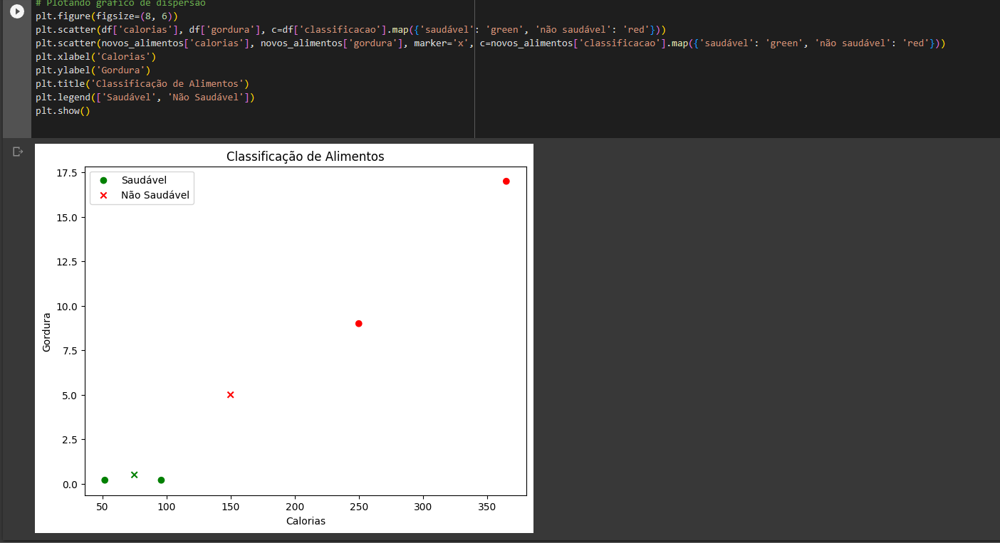 # Plotando gráfico de dispersão
plt.figure(figsize=(8, 6))
plt.scatter(df['calorias'], df['gordura'], c=df['classificacao'].map({'saudável': 'green', 'não saudável': 'red'}))
plt.scatter(novos_alimentos['calorias'], novos_alimentos['gordura'], marker='x', c=novos_alimentos['classificacao'].map({'saudável': 'green', 'não saudável': 'red'}))
plt.xlabel('Calorias')
plt.ylabel('Gordura')
plt.title('Classificação de Alimentos')
plt.legend(['Saudável', 'Não Saudável'])
plt.show()
Classificação de Alimentos
Saudável
Não Saudável
17.5
15.0
12.5
10.0
7.5
5.0
2.5
0.0
Gordura
50 100 150 200 250 300 350
Calorias